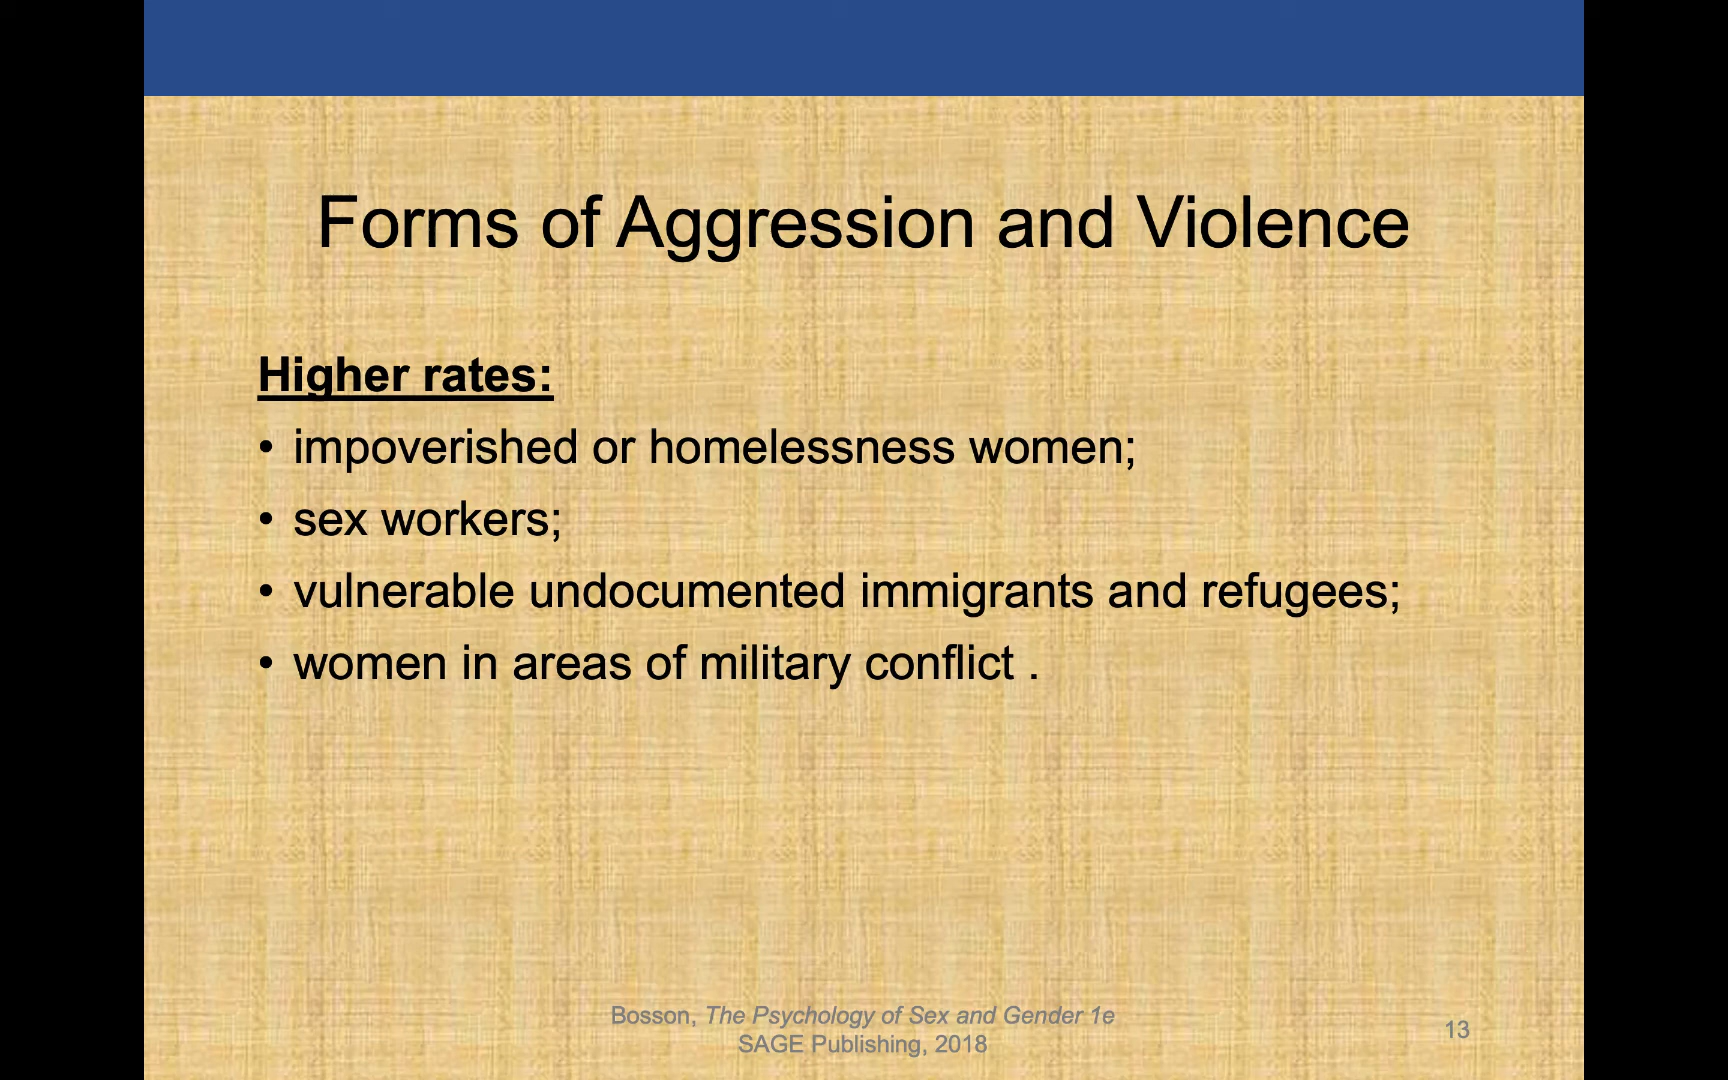 Forms of Aggression and Violence
Higher rates:
• impoverished or homelessness women;
• sex workers;
• vulnerable undocumented immigrants and refugees;
• women in areas of military conflict .
Bosson, The Psychology of Sex and Gender 1e
SAGE Publishing, 2018
13